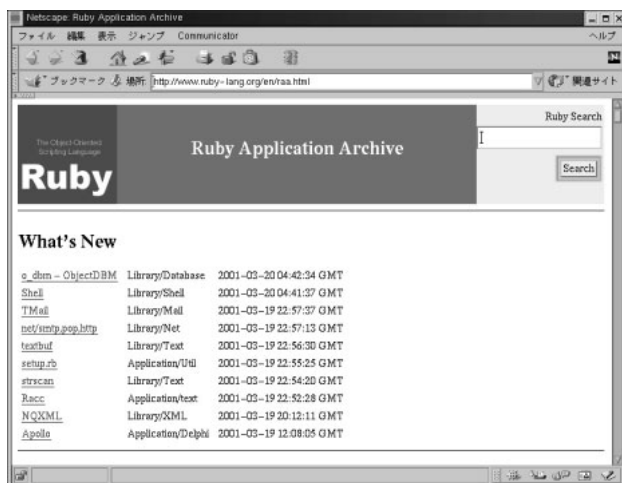 Netscape: Ruby Application Archive
ファイル 編集 表示 ジャンプ Communicator ヘルプ
ブックマーク 場所: http://www.ruby-lang.org/en/raa.html 関連サイト
The Object-Oriented
Scripting Language
Ruby
Ruby Application Archive
Ruby Search
Search
What's New
o_dbm - ObjectDBM Library/Database 2001-03-20 04:42:34 GMT
Shell Library/Shell 2001-03-20 04:41:37 GMT
TMail Library/Mail 2001-03-19 22:57:37 GMT
net/smtp,pop,http Library/Net 2001-03-19 22:57:13 GMT
textbuf Library/Text 2001-03-19 22:56:30 GMT
setup.rb Application/Util 2001-03-19 22:55:25 GMT
strscan Library/Text 2001-03-19 22:54:20 GMT
Racc Application/text 2001-03-19 22:52:28 GMT
NQXML Library/XML 2001-03-19 20:12:11 GMT
Apollo Application/Delphi 2001-03-19 12:08:05 GMT